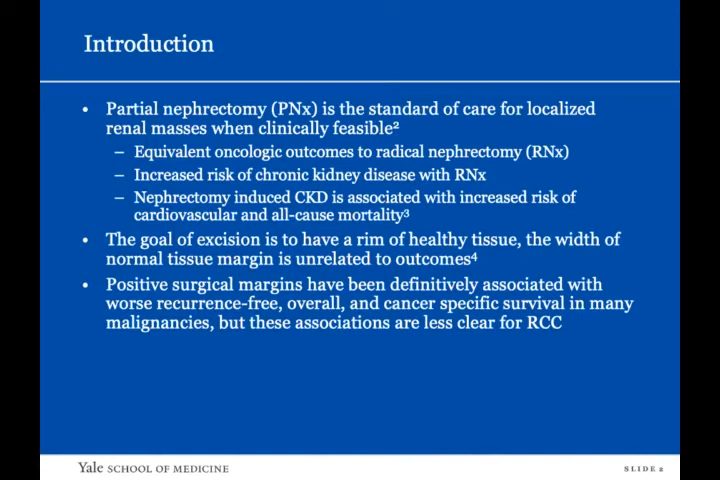 Introduction
• Partial nephrectomy (PNx) is the standard of care for localized
renal masses when clinically feasible²
– Equivalent oncologic outcomes to radical nephrectomy (RNx)
– Increased risk of chronic kidney disease with RNx
– Nephrectomy induced CKD is associated with increased risk of
cardiovascular and all-cause mortality³
• The goal of excision is to have a rim of healthy tissue, the width of
normal tissue margin is unrelated to outcomes⁴
• Positive surgical margins have been definitively associated with
worse recurrence-free, overall, and cancer specific survival in many
malignancies, but these associations are less clear for RCC
Yale SCHOOL OF MEDICINE
SLIDE 2